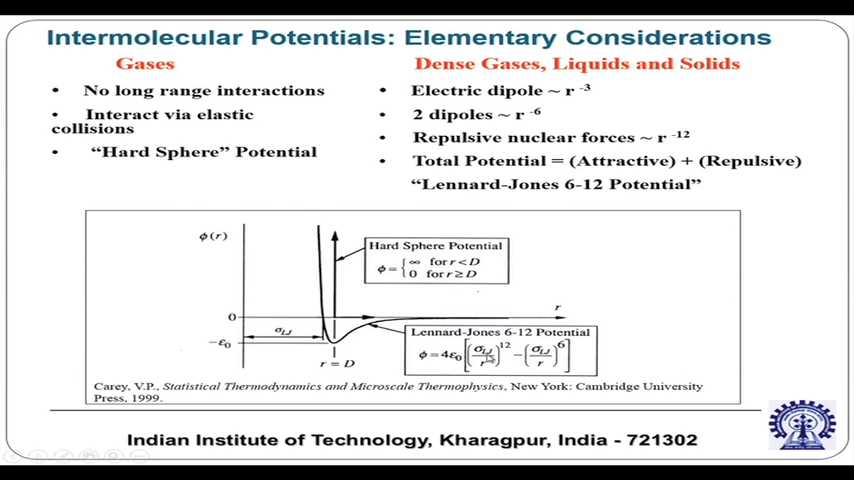 Intermolecular Potentials: Elementary Considerations
Gases
• No long range interactions
• Interact via elastic
collisions
• “Hard Sphere” Potential
Dense Gases, Liquids and Solids
• Electric dipole ~ r -3
• 2 dipoles ~ r -6
• Repulsive nuclear forces ~ r -12
• Total Potential = (Attractive) + (Repulsive)
“Lennard-Jones 6-12 Potential”
ϕ(r)
Hard Sphere Potential
ϕ = { ∞ for r < D
0 for r ≥ D
r
0
σLJ
−ε0
r = D
Lennard-Jones 6-12 Potential
ϕ = 4ε0 [ (σLJ/r)12 − (σLJ/r)6 ]
Carey, V.P., Statistical Thermodynamics and Microscale Thermophysics, New York: Cambridge University
Press, 1999.
Indian Institute of Technology, Kharagpur, India - 721302